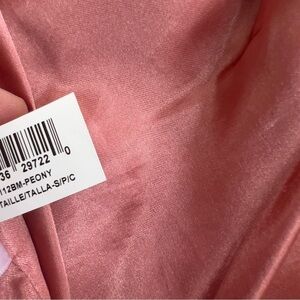 36 29722 0
112BM-PEONY
TAILLE/TALLA-S/P/C